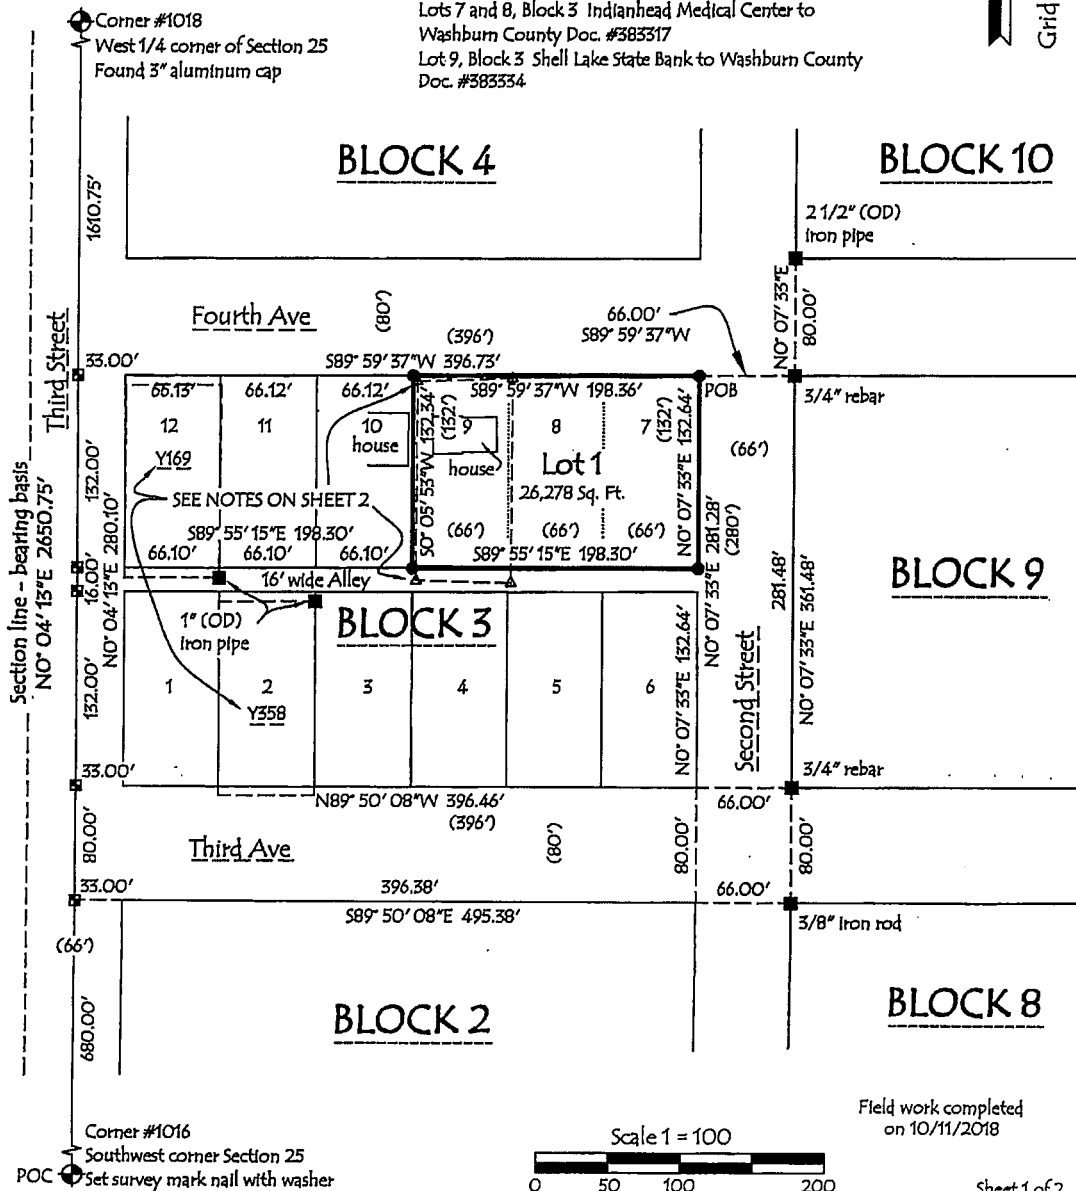 Corner #1018
West 1/4 corner of Section 25
Found 3" aluminum cap
Lots 7 and 8, Block 3 Indianhead Medical Center to
Washburn County Doc. #383317
Lot 9, Block 3 Shell Lake State Bank to Washburn County
Doc. #383334
Grid
BLOCK 4
BLOCK 10
1610.75'
2 1/2" (OD)
iron pipe
Fourth Ave
(80')
66.00'
S89° 59' 37"W
N0° 07' 33"E
80.00'
Third Street
33.00'
(396')
S89° 59' 37"W 396.73'
66.13'
66.12'
66.12'
S89° 59' 37"W 198.36'
POB
3/4" rebar
12
11
10
house
9
house
8
7
S0° 05' 53"W 132.34'
(132')
(132')
N0° 07' 33"E 132.64'
(66')
Y169
Lot 1
26,278 Sq. Ft.
SEE NOTES ON SHEET 2
132.00'
N0° 04' 13"E 280.10'
S89° 55' 15"E 198.30'
(66')
(66')
(66')
66.10'
66.10'
66.10'
S89° 55' 15"E 198.30'
N0° 07' 33"E 281.28'
(280')
281.48'
N0° 07' 33"E 361.48'
Section line - bearing basis
N0° 04' 13"E 2650.75'
16.00'
16' wide Alley
BLOCK 9
1" (OD)
iron pipe
BLOCK 3
132.00'
1
2
3
4
5
6
N0° 07' 33"E 132.64'
Second Street
Y358
33.00'
3/4" rebar
N89° 50' 08"W 396.46'
(396')
66.00'
80.00'
Third Ave
(80')
80.00'
80.00'
33.00'
396.38'
66.00'
S89° 50' 08"E 495.38'
3/8" iron rod
(66')
680.00'
BLOCK 2
BLOCK 8
Field work completed
on 10/11/2018
Corner #1016
Southwest corner Section 25
POC
Set survey mark nail with washer
Scale 1 = 100
0 50 100 200
Sheet 1 of 2